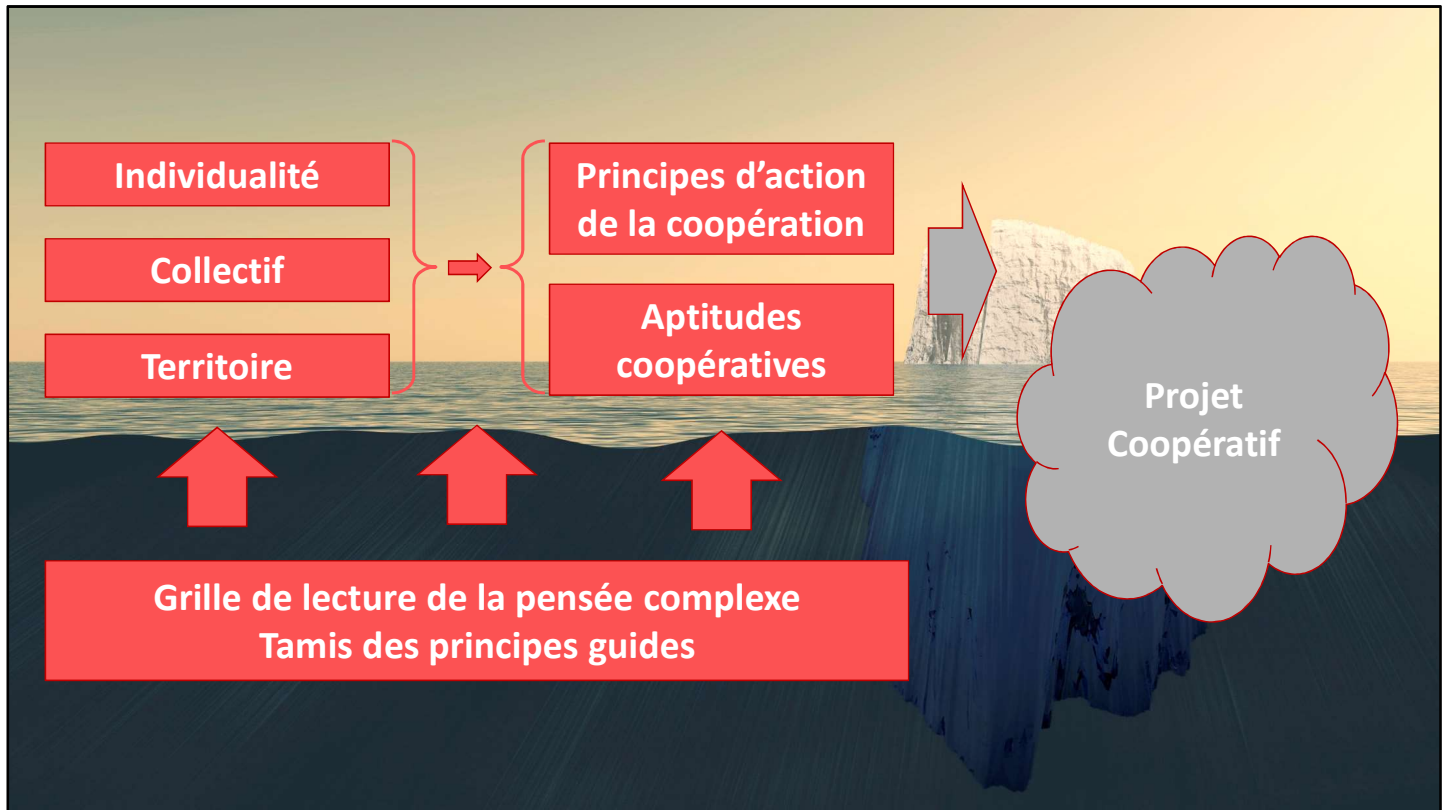 Individualité
Collectif
Territoire
Principes d’action
de la coopération
Aptitudes
coopératives
Projet
Coopératif
Grille de lecture de la pensée complexe
Tamis des principes guides